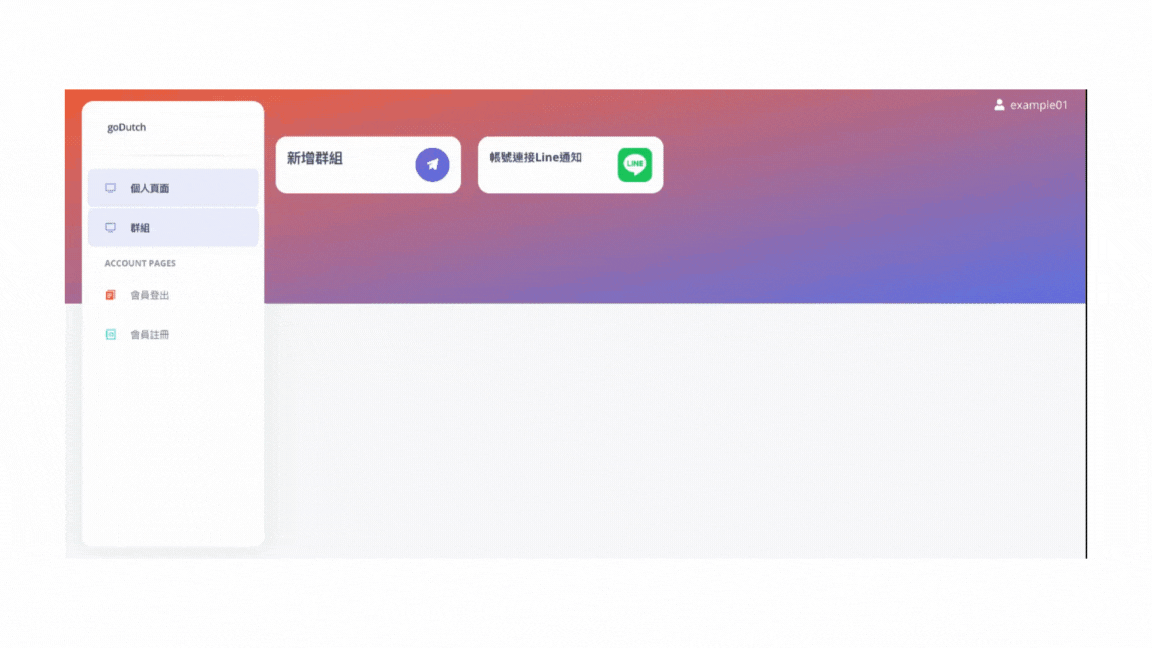 example01
goDutch
新增群組
帳號連接Line通知
LINE
個人頁面
群組
ACCOUNT PAGES
會員登出
會員註冊